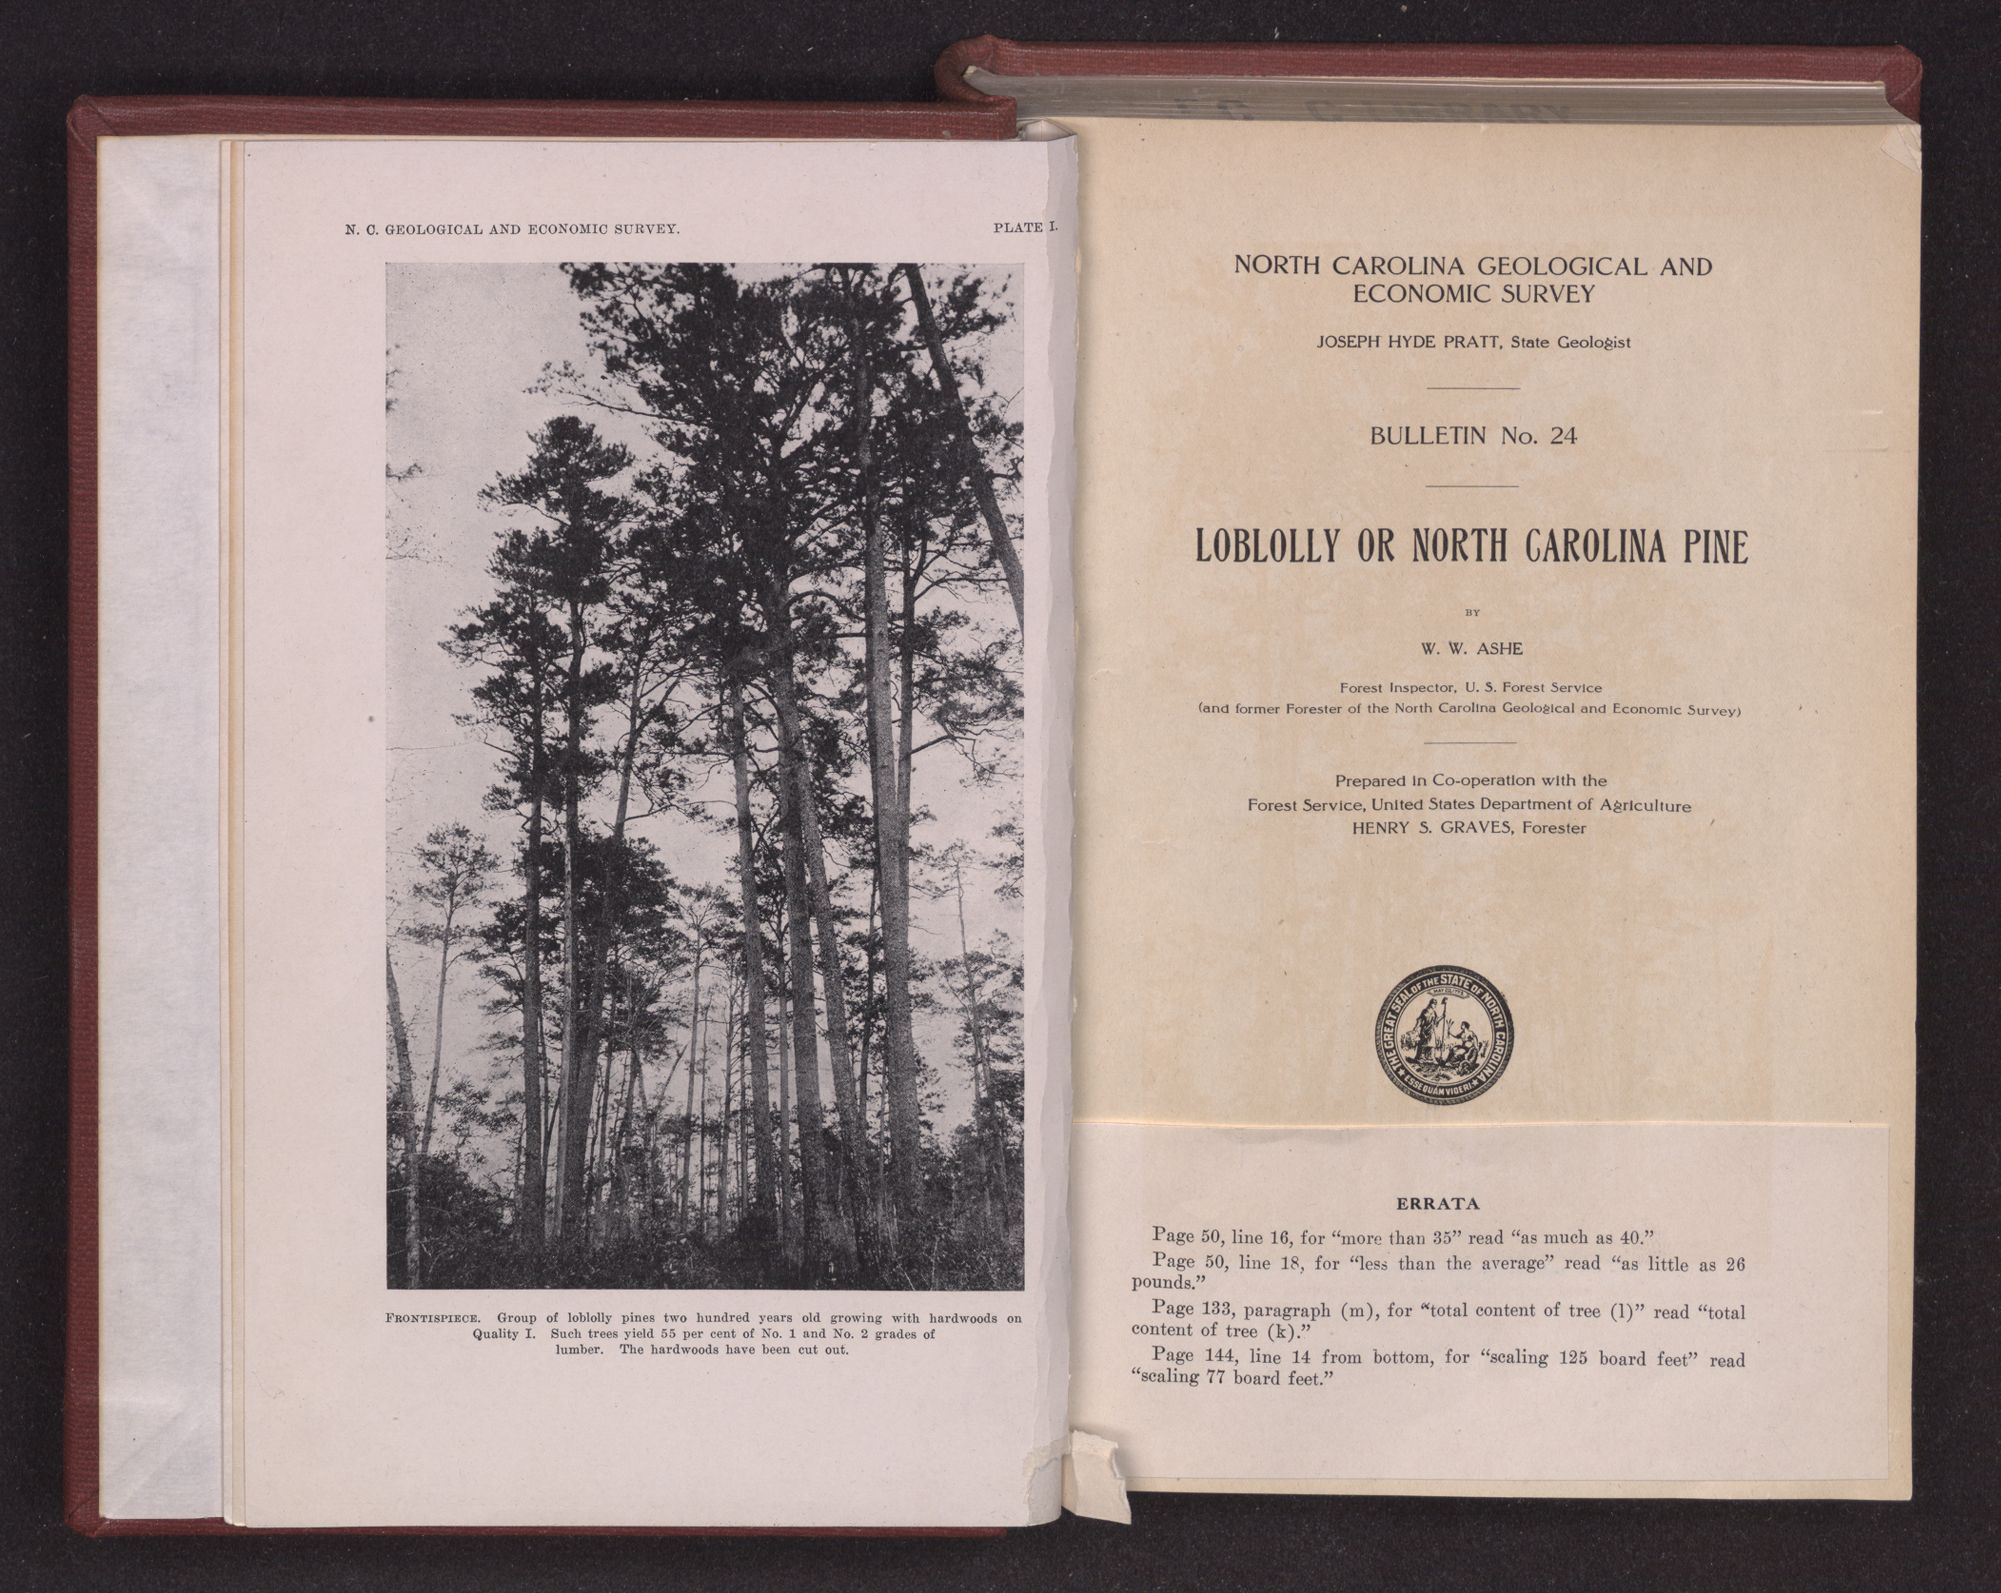 N. C. GEOLOGICAL AND ECONOMIC SURVEY. PLATE I.
FRONTISPIECE. Group of loblolly pines two hundred years old growing with hardwoods on
Quality I. Such trees yield 55 per cent of No. 1 and No. 2 grades of
lumber. The hardwoods have been cut out.
LIBRARY
NORTH CAROLINA GEOLOGICAL AND
ECONOMIC SURVEY
JOSEPH HYDE PRATT, State Geologist
BULLETIN No. 24
LOBLOLLY OR NORTH CAROLINA PINE
BY
W. W. ASHE
Forest Inspector, U. S. Forest Service
(and former Forester of the North Carolina Geological and Economic Survey)
Prepared in Co-operation with the
Forest Service, United States Department of Agriculture
HENRY S. GRAVES, Forester
THE GREAT SEAL OF THE STATE OF NORTH CAROLINA
ESSE QUAM VIDERI
ERRATA
Page 50, line 16, for “more than 35” read “as much as 40.”
Page 50, line 18, for “less than the average” read “as little as 26
pounds.”
Page 133, paragraph (m), for “total content of tree (l)” read “total
content of tree (k).”
Page 144, line 14 from bottom, for “scaling 125 board feet” read
“scaling 77 board feet.”